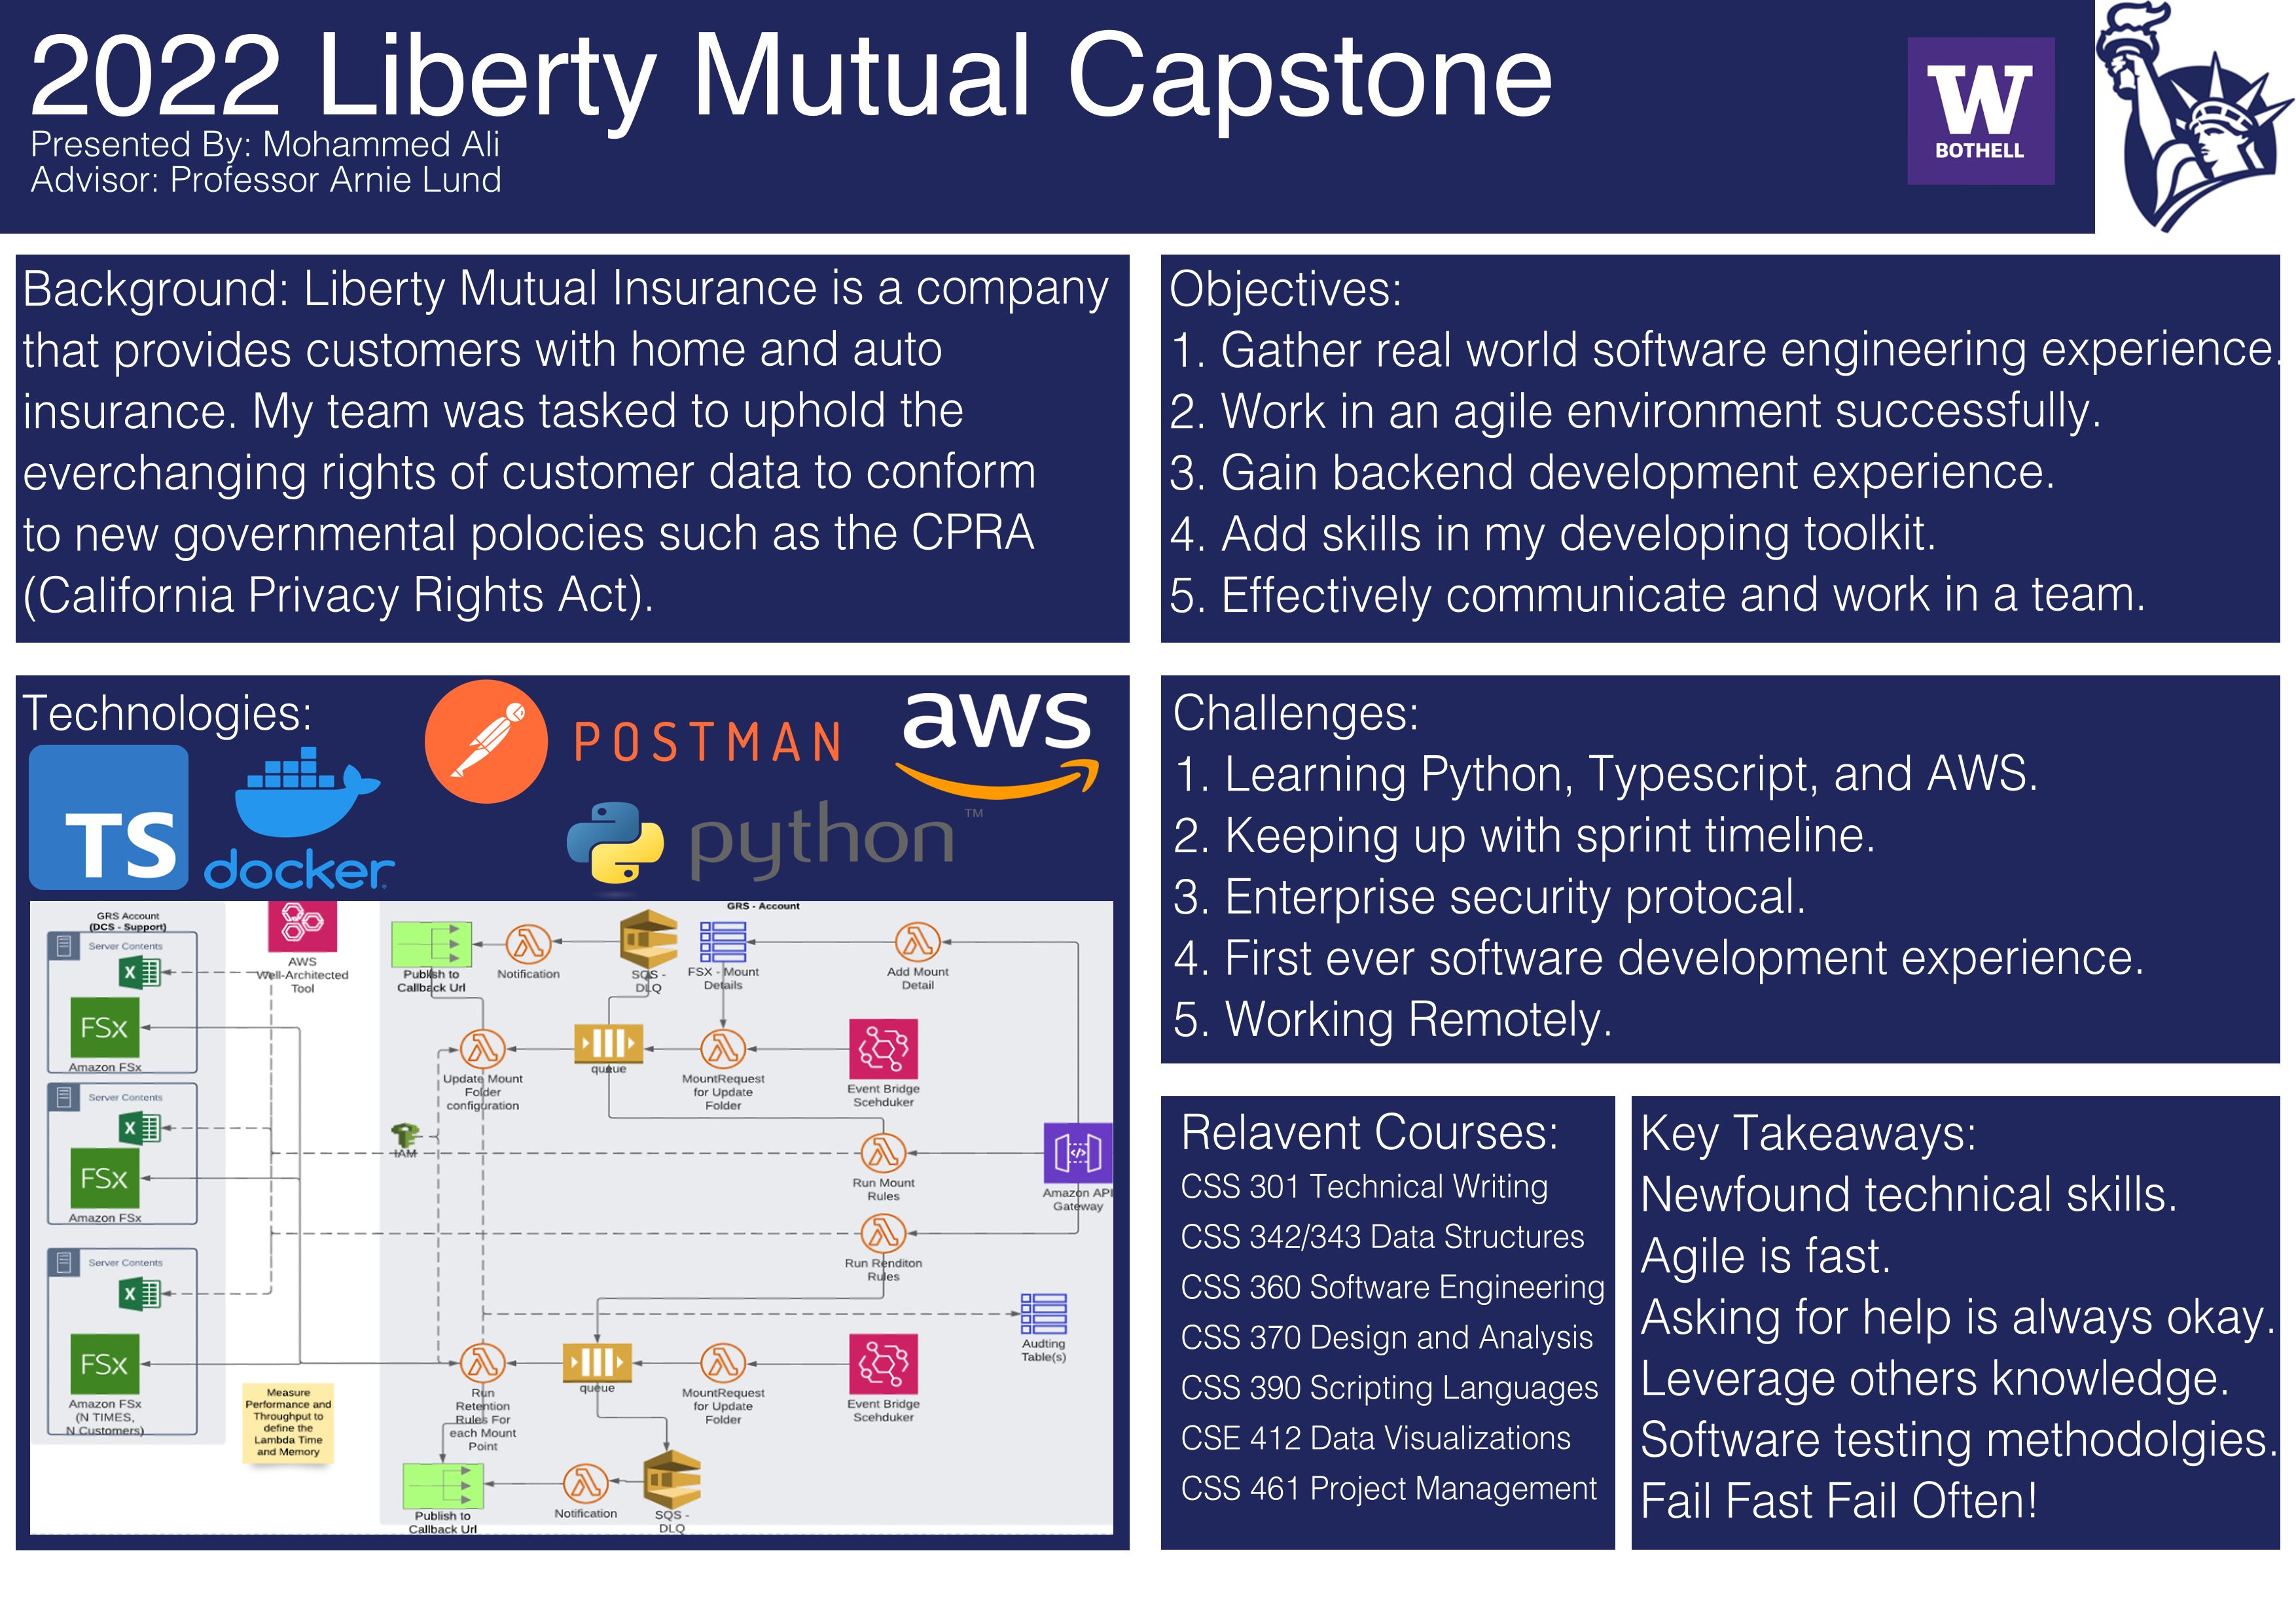 2022 Liberty Mutual Capstone
Presented By: Mohammed Ali
Advisor: Professor Arnie Lund
W
BOTHELL
Background: Liberty Mutual Insurance is a company
that provides customers with home and auto
insurance. My team was tasked to uphold the
everchanging rights of customer data to conform
to new governmental polocies such as the CPRA
(California Privacy Rights Act).
Objectives:
1. Gather real world software engineering experience.
2. Work in an agile environment successfully.
3. Gain backend development experience.
4. Add skills in my developing toolkit.
5. Effectively communicate and work in a team.
Technologies:
TS
docker
POSTMAN
python™
aws
GRS Account
(DCS - Support)
Server Contents
X
FSx
Amazon FSx
Server Contents
X
FSx
Amazon FSx
Server Contents
X
FSx
Amazon FSx
(N TIMES,
N Customers)
AWS
Well-Architected
Tool
Measure
Performance and
Throughput to
define the
Lambda Time
and Memory
GRS - Account
Publish to
Callback Url
Notification
SQS -
DLQ
FSX - Mount
Details
Add Mount
Detail
Update Mount
Folder
configuration
queue
MountRequest
for Update
Folder
Event Bridge
Scehduker
IAM
Run Mount
Rules
Amazon API
Gateway
Run Renditon
Rules
Audting
Table(s)
Run
Retention
Rules For
each Mount
Point
queue
MountRequest
for Update
Folder
Event Bridge
Scehduker
Publish to
Callback Url
Notification
SQS -
DLQ
Challenges:
1. Learning Python, Typescript, and AWS.
2. Keeping up with sprint timeline.
3. Enterprise security protocal.
4. First ever software development experience.
5. Working Remotely.
Relavent Courses:
CSS 301 Technical Writing
CSS 342/343 Data Structures
CSS 360 Software Engineering
CSS 370 Design and Analysis
CSS 390 Scripting Languages
CSE 412 Data Visualizations
CSS 461 Project Management
Key Takeaways:
Newfound technical skills.
Agile is fast.
Asking for help is always okay.
Leverage others knowledge.
Software testing methodolgies.
Fail Fast Fail Often!